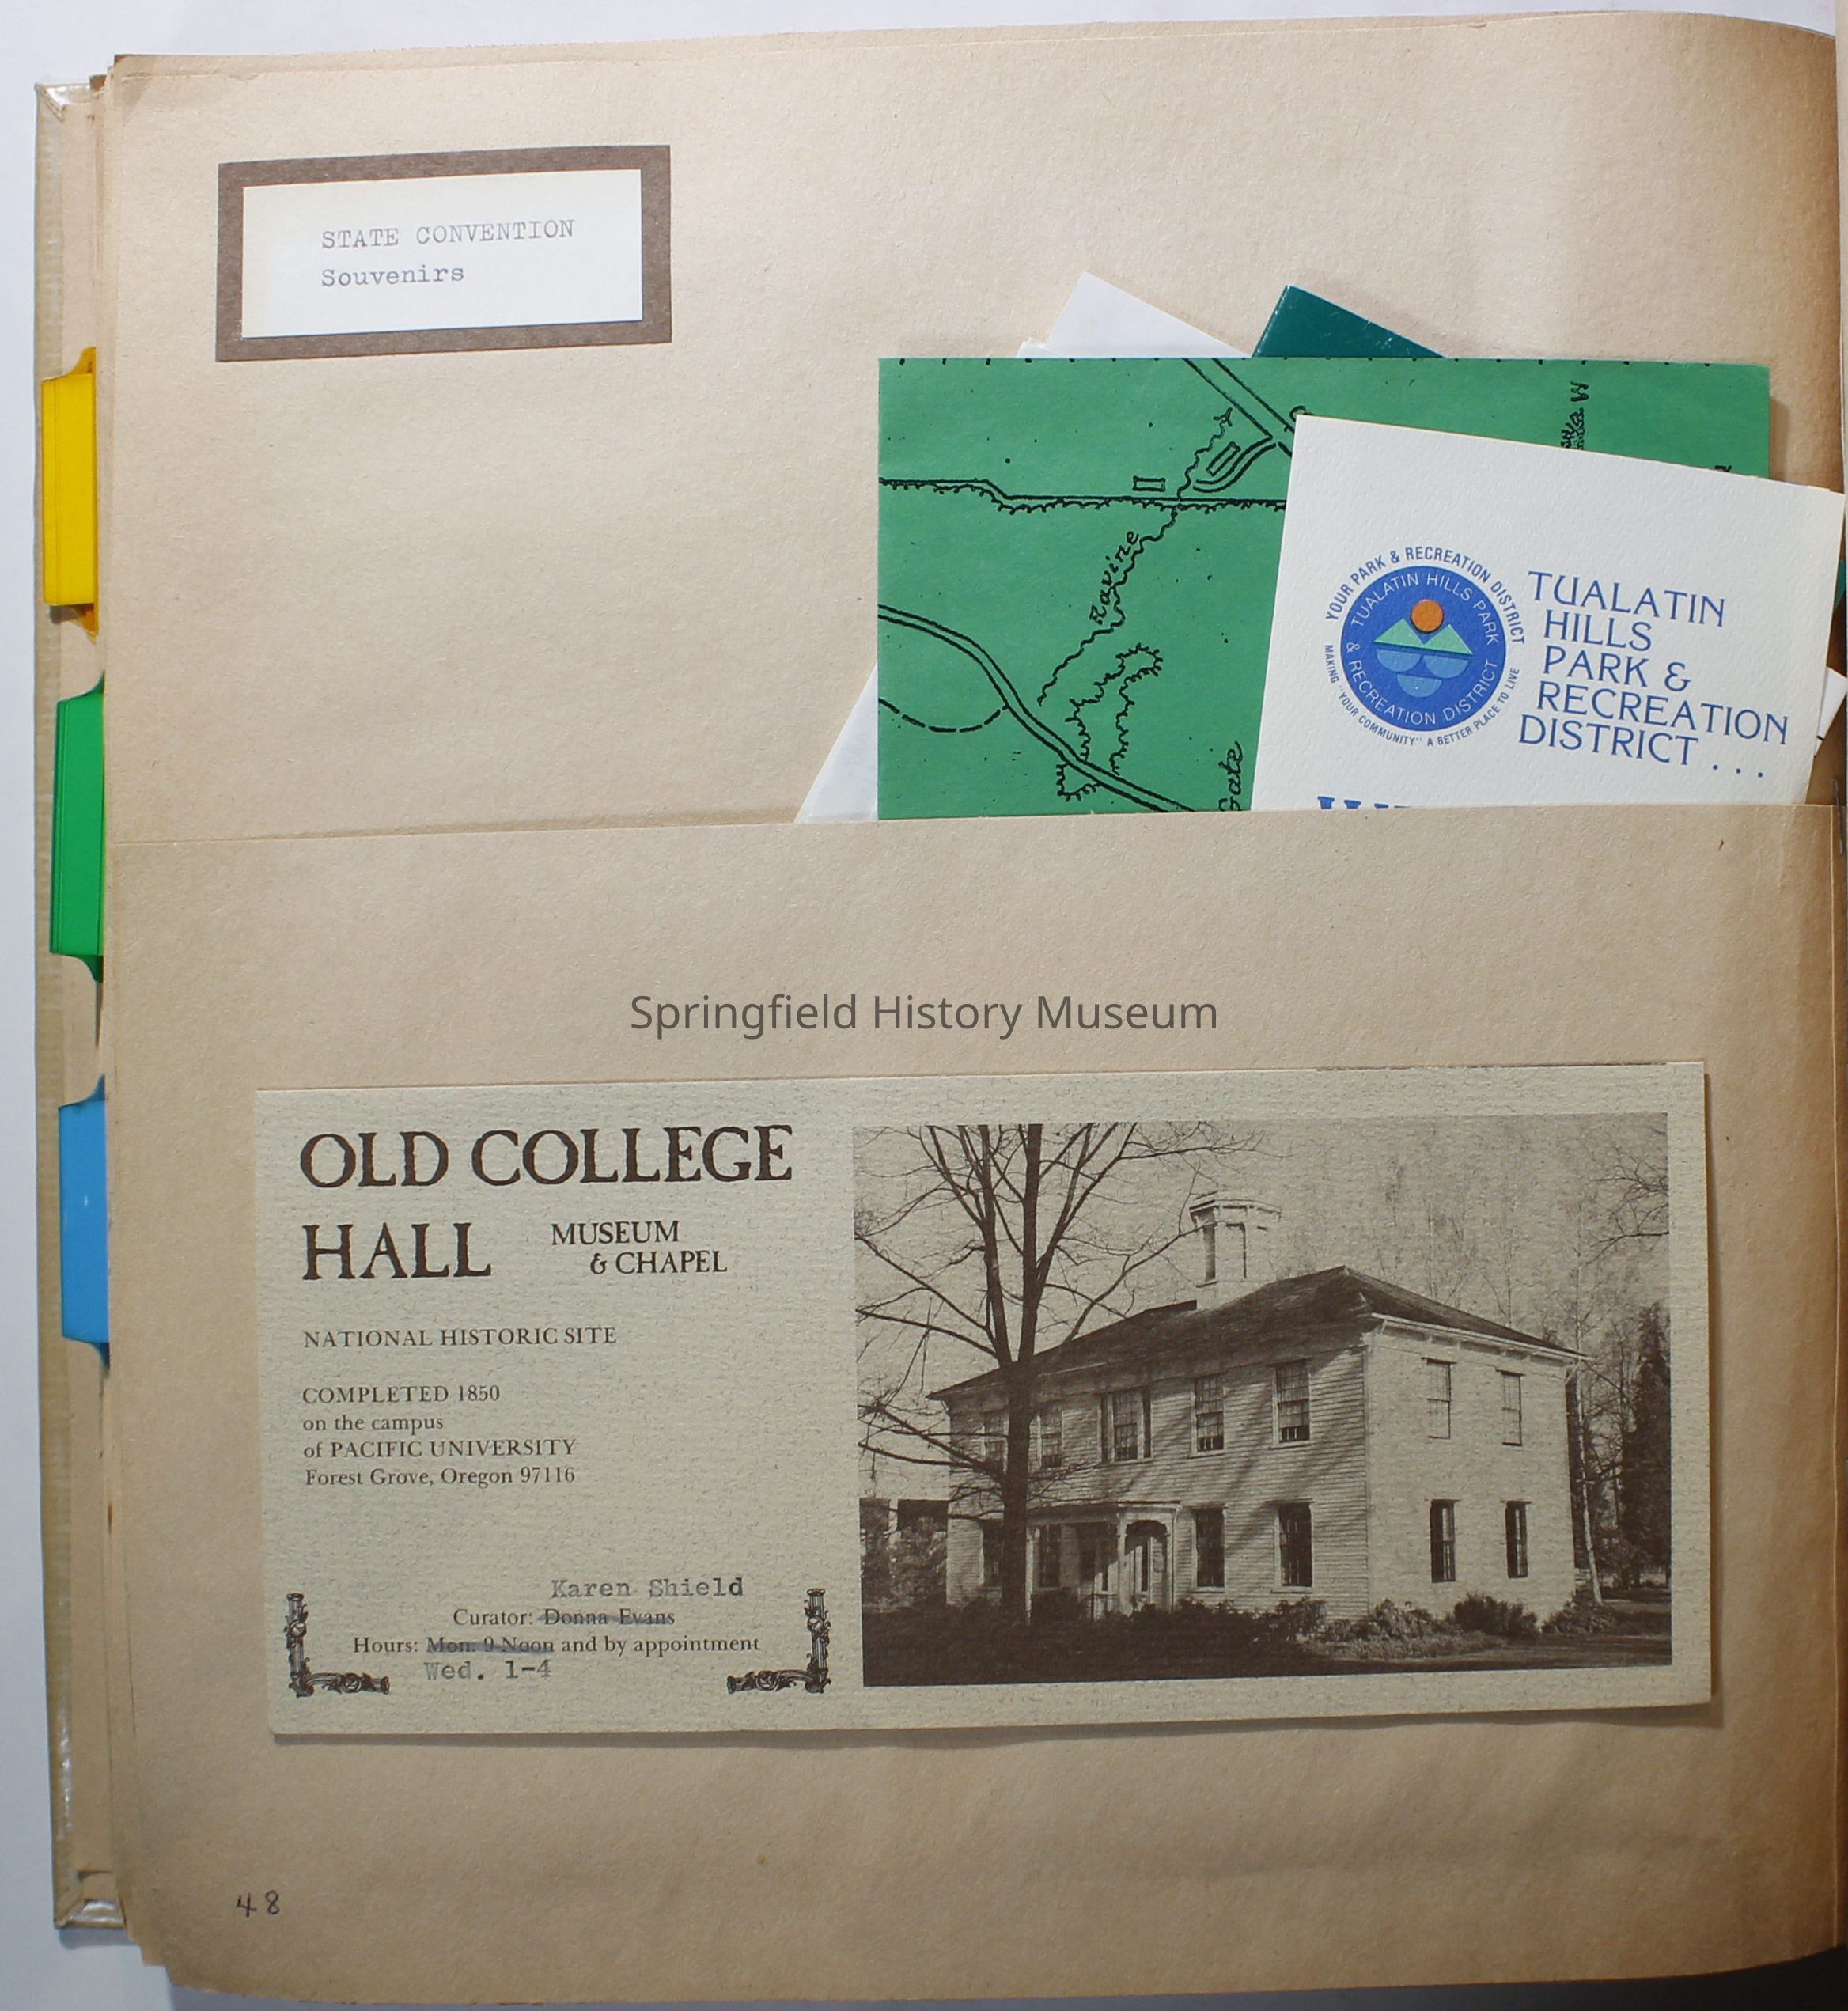 STATE CONVENTION
Souvenirs
Ravine
Gate
YOUR PARK & RECREATION DISTRICT
TUALATIN HILLS PARK
& RECREATION DISTRICT
MAKING "YOUR COMMUNITY" A BETTER PLACE TO LIVE
TUALATIN
HILLS
PARK &
RECREATION
DISTRICT . . .
Springfield History Museum
OLD COLLEGE
HALL MUSEUM
& CHAPEL
NATIONAL HISTORIC SITE
COMPLETED 1850
on the campus
of PACIFIC UNIVERSITY
Forest Grove, Oregon 97116
Karen Shield
Curator: Donna Evans
Hours: Mon. 9-Noon and by appointment
Wed. 1-4
48